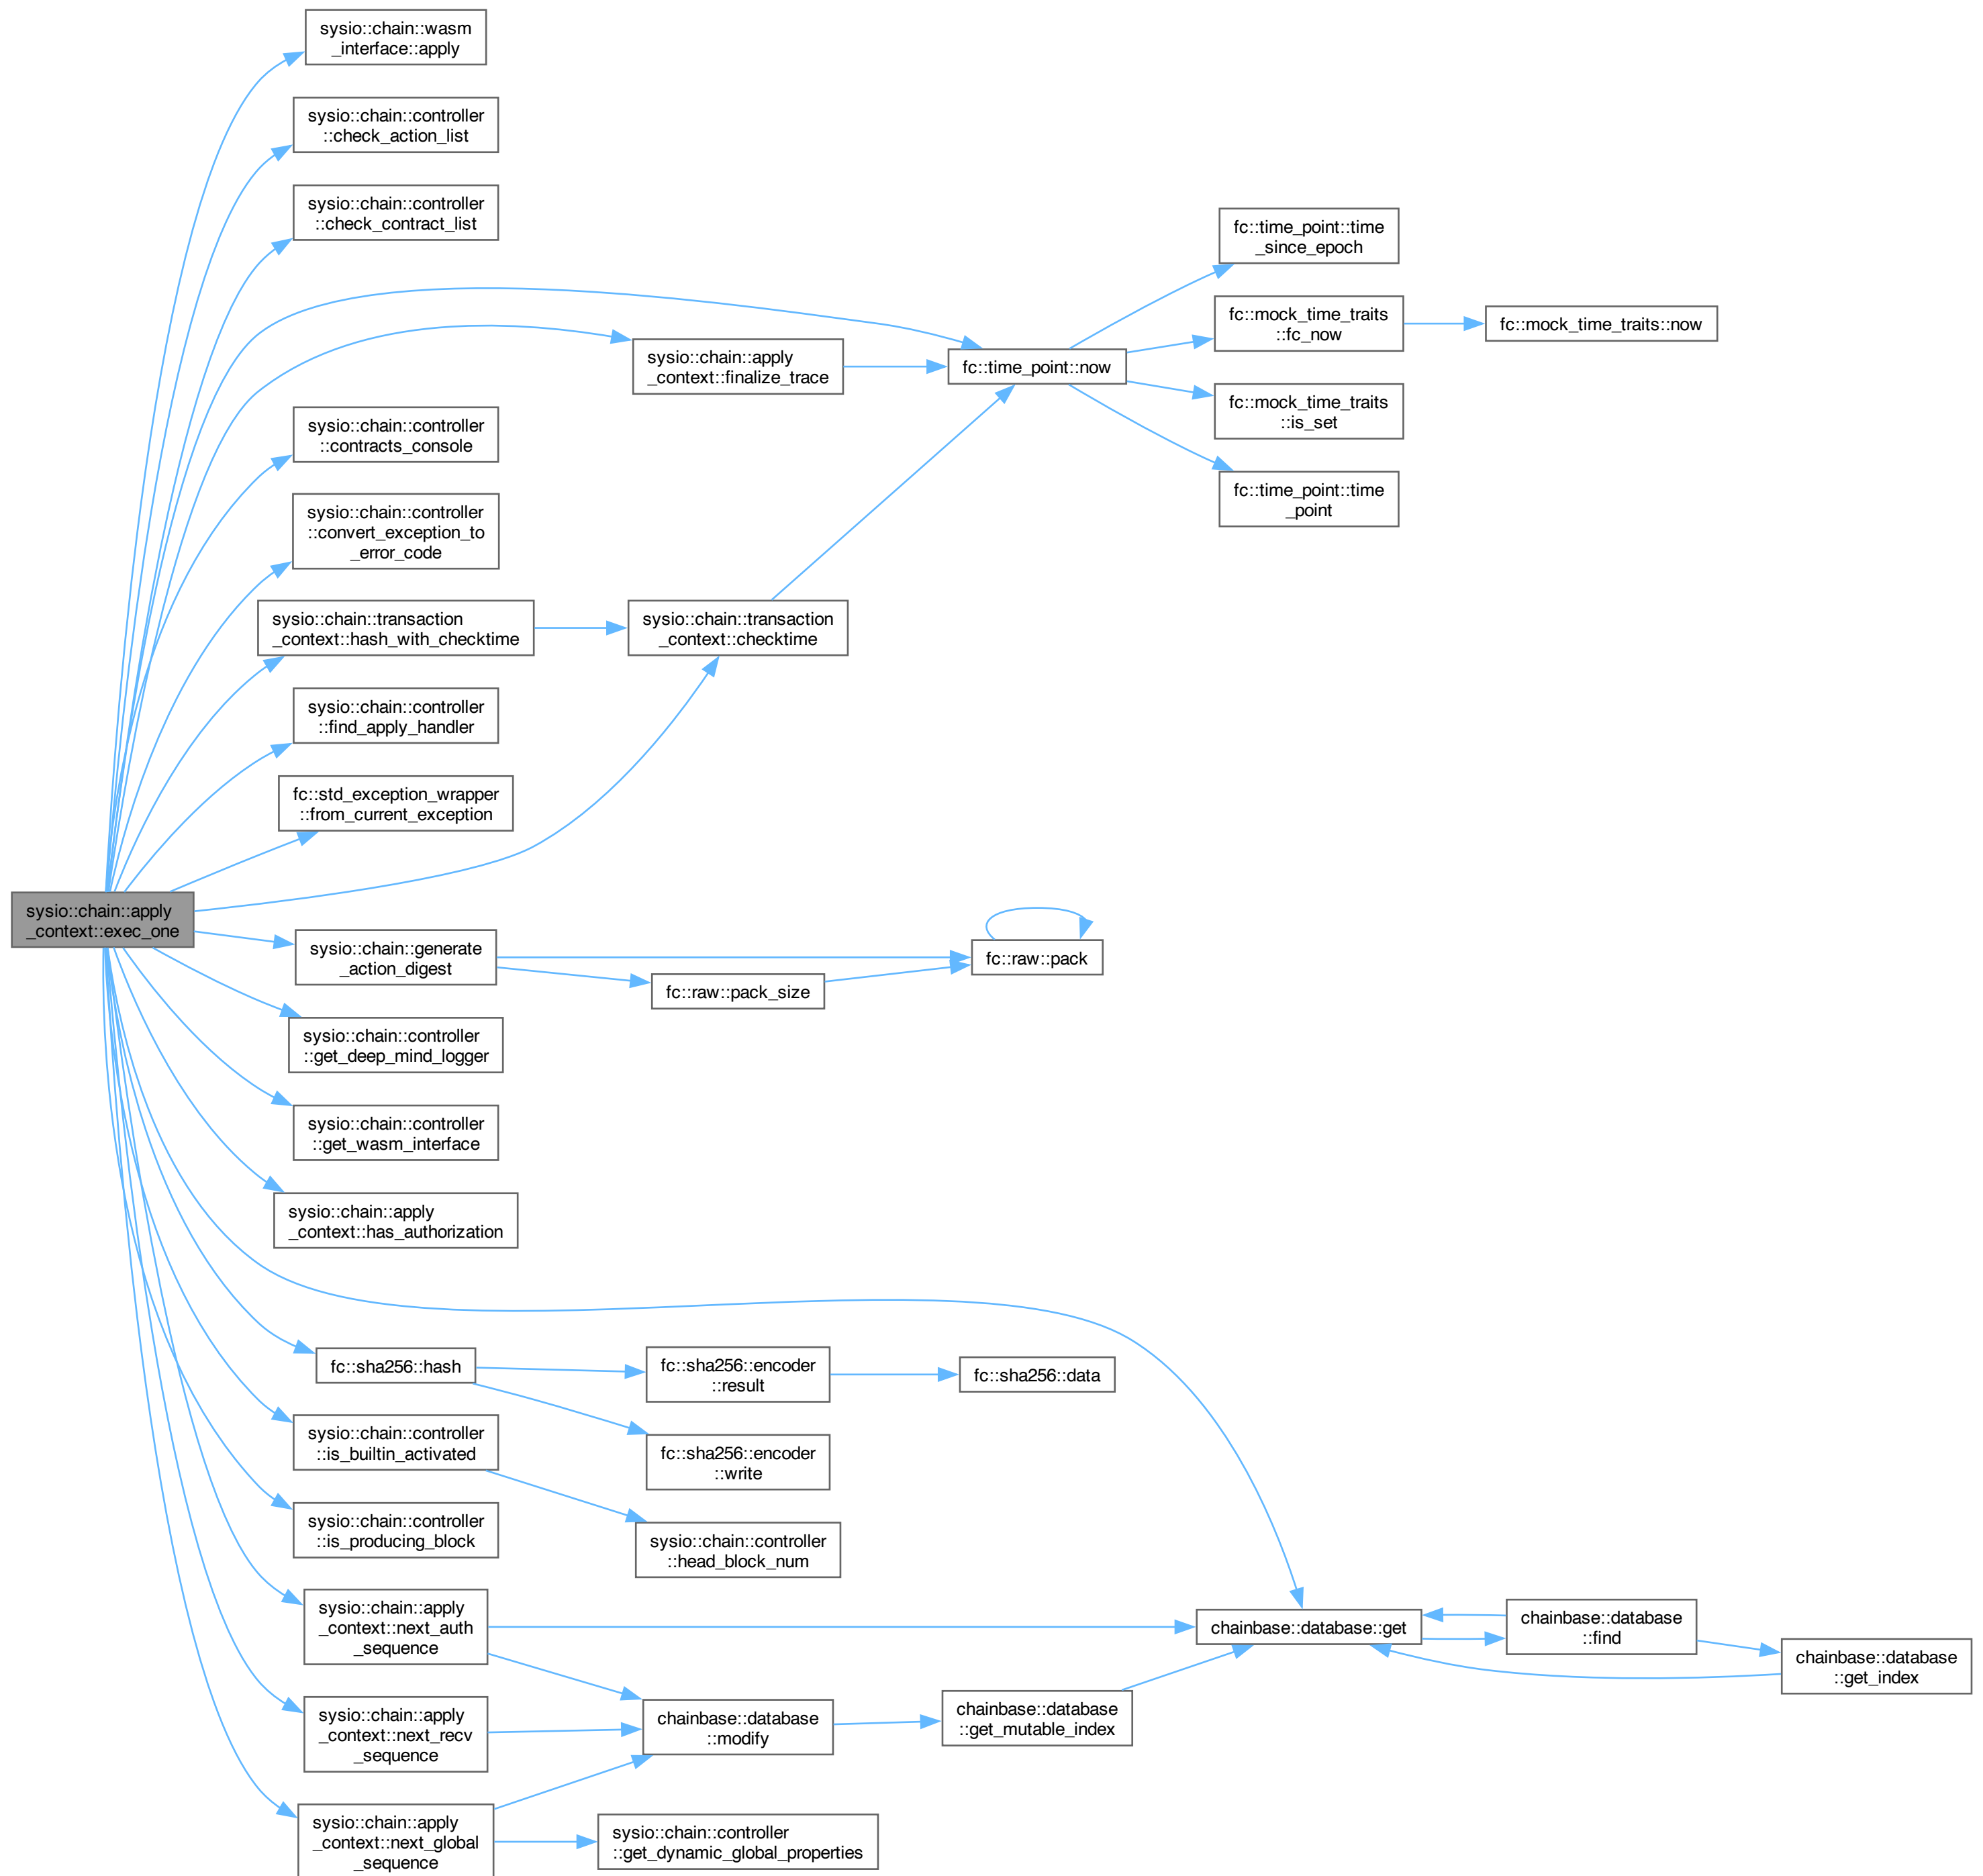 sysio::chain::wasm
_interface::apply
sysio::chain::controller
::check_action_list
sysio::chain::controller
::check_contract_list
fc::time_point::time
_since_epoch
fc::mock_time_traits
::fc_now
fc::mock_time_traits::now
sysio::chain::apply
_context::finalize_trace
fc::time_point::now
fc::mock_time_traits
::is_set
sysio::chain::controller
::contracts_console
fc::time_point::time
_point
sysio::chain::controller
::convert_exception_to
_error_code
sysio::chain::transaction
_context::hash_with_checktime
sysio::chain::transaction
_context::checktime
sysio::chain::controller
::find_apply_handler
fc::std_exception_wrapper
::from_current_exception
sysio::chain::apply
_context::exec_one
sysio::chain::generate
_action_digest
fc::raw::pack
fc::raw::pack_size
sysio::chain::controller
::get_deep_mind_logger
sysio::chain::controller
::get_wasm_interface
sysio::chain::apply
_context::has_authorization
fc::sha256::hash
fc::sha256::encoder
::result
fc::sha256::data
sysio::chain::controller
::is_builtin_activated
fc::sha256::encoder
::write
sysio::chain::controller
::is_producing_block
sysio::chain::controller
::head_block_num
sysio::chain::apply
_context::next_auth
_sequence
chainbase::database::get
chainbase::database
::find
chainbase::database
::get_index
sysio::chain::apply
_context::next_recv
_sequence
chainbase::database
::modify
chainbase::database
::get_mutable_index
sysio::chain::apply
_context::next_global
_sequence
sysio::chain::controller
::get_dynamic_global_properties